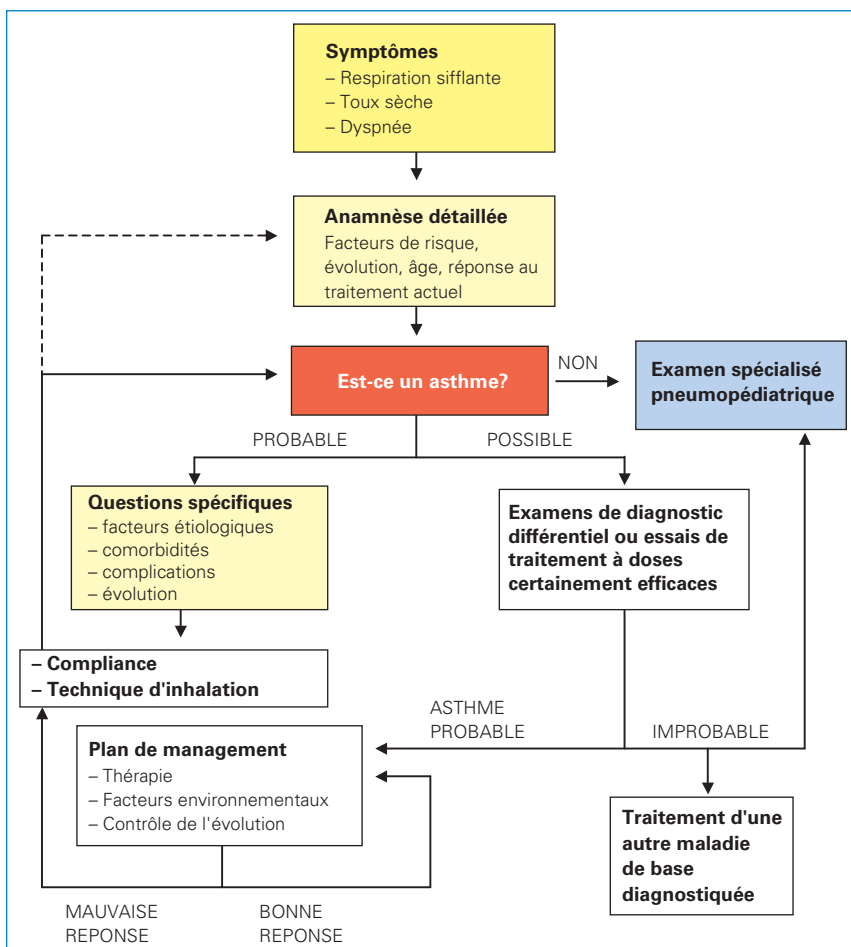 Symptômes
– Respiration sifflante
– Toux sèche
– Dyspnée
Anamnèse détaillée
Facteurs de risque,
évolution, âge, réponse au
traitement actuel
Est-ce un asthme?
NON
Examen spécialisé
pneumopédiatrique
PROBABLE
POSSIBLE
Questions spécifiques
– facteurs étiologiques
– comorbidités
– complications
– évolution
Examens de diagnostic
différentiel ou essais de
traitement à doses
certainement efficaces
– Compliance
– Technique d'inhalation
ASTHME
PROBABLE
IMPROBABLE
Plan de management
– Thérapie
– Facteurs environnementaux
– Contrôle de l'évolution
Traitement d'une
autre maladie
de base
diagnostiquée
MAUVAISE
REPONSE
BONNE
REPONSE